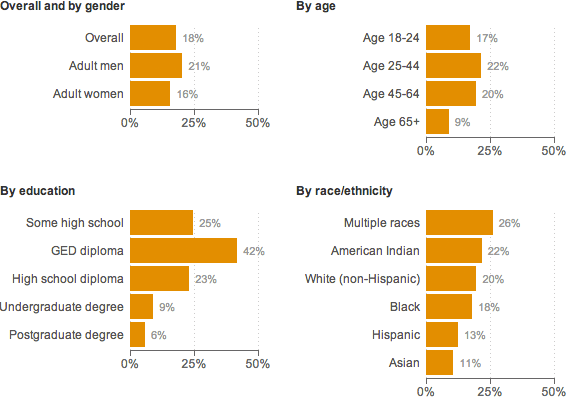 Overall and by gender
Overall 18%
Adult men 21%
Adult women 16%
0% 25% 50%
By age
Age 18-24 17%
Age 25-44 22%
Age 45-64 20%
Age 65+ 9%
0% 25% 50%
By education
Some high school 25%
GED diploma 42%
High school diploma 23%
Undergraduate degree 9%
Postgraduate degree 6%
0% 25% 50%
By race/ethnicity
Multiple races 26%
American Indian 22%
White (non-Hispanic) 20%
Black 18%
Hispanic 13%
Asian 11%
0% 25% 50%